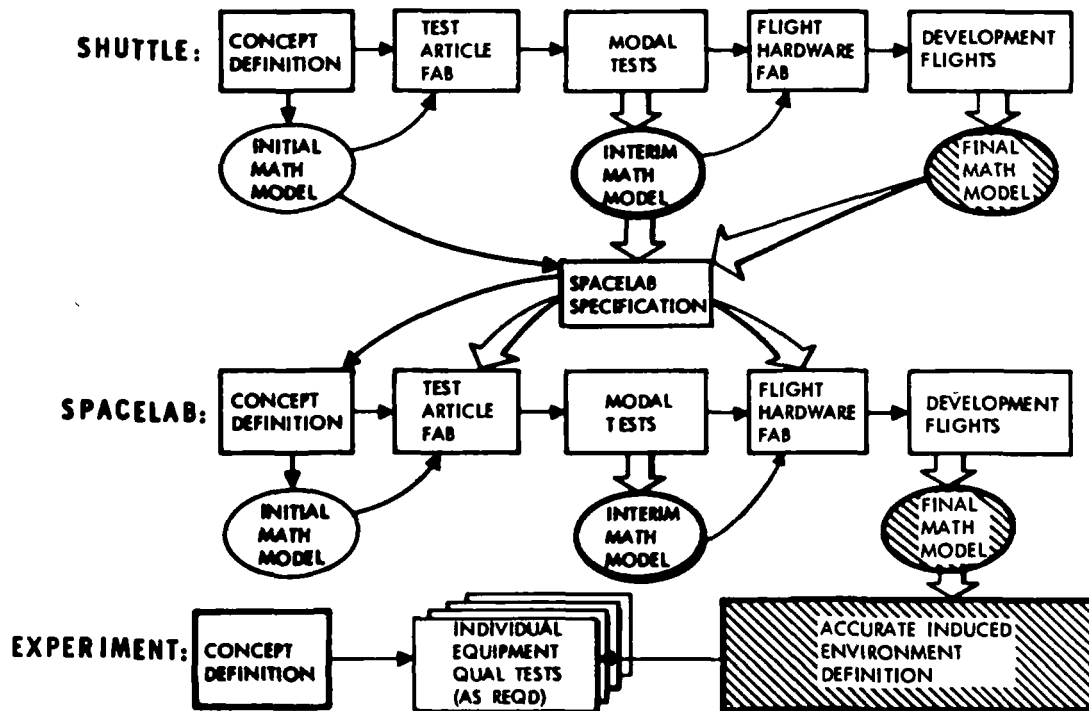 SHUTTLE:
CONCEPT
DEFINITION
TEST
ARTICLE
FAB
MODAL
TESTS
FLIGHT
HARDWARE
FAB
DEVELOPMENT
FLIGHTS
INITIAL
MATH
MODEL
INTERIM
MATH
MODEL
FINAL
MATH
MODEL
SPACELAB
SPECIFICATION
SPACELAB:
CONCEPT
DEFINITION
TEST
ARTICLE
FAB
MODAL
TESTS
FLIGHT
HARDWARE
FAB
DEVELOPMENT
FLIGHTS
INITIAL
MATH
MODEL
INTERIM
MATH
MODEL
FINAL
MATH
MODEL
EXPERIMENT:
CONCEPT
DEFINITION
INDIVIDUAL
EQUIPMENT
QUAL TESTS
(AS REQD)
ACCURATE INDUCED
ENVIRONMENT
DEFINITION